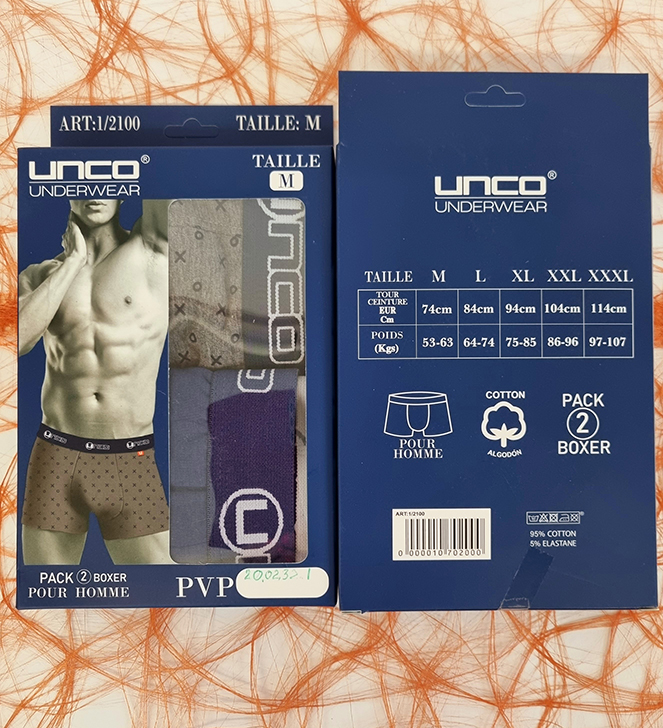 ART:1/2100 TAILLE: M
UNCO®
UNDERWEAR
TAILLE
M
UNCO
PACK 2 BOXER
POUR HOMME
PVP
UNCO®
UNDERWEAR
TAILLE M L XL XXL XXXL
TOUR CEINTURE EUR Cm 74cm 84cm 94cm 104cm 114cm
POIDS (Kgs) 53-63 64-74 75-85 86-96 97-107
POUR
HOMME
COTTON
ALGODÓN
PACK
2
BOXER
ART:1/2100
0 000010 702000
95% COTTON
5% ELASTANE